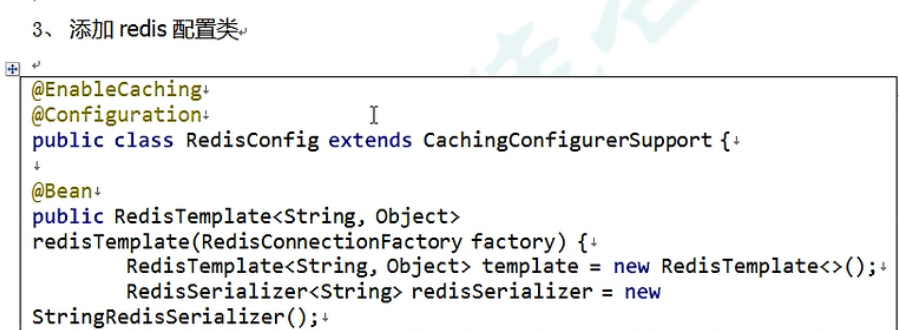 3、 添加 redis 配置类
@EnableCaching
@Configuration
public class RedisConfig extends CachingConfigurerSupport {
@Bean
public RedisTemplate<String, Object>
redisTemplate(RedisConnectionFactory factory) {
RedisTemplate<String, Object> template = new RedisTemplate<>();
RedisSerializer<String> redisSerializer = new
StringRedisSerializer();